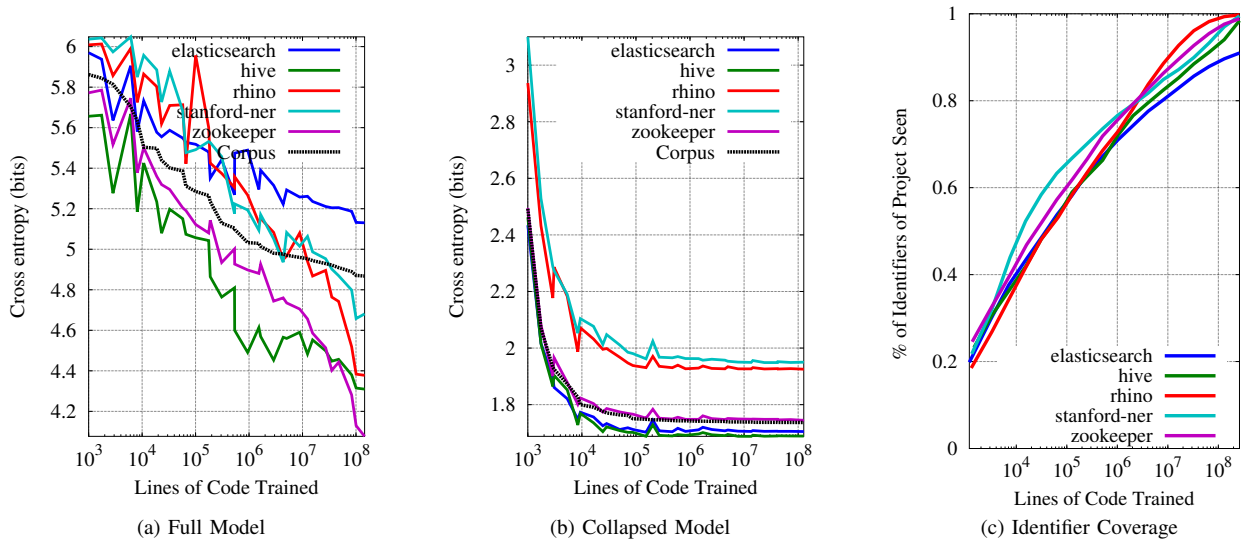 6
5.8
5.6
5.4
5.2
5
4.8
4.6
4.4
4.2
Cross entropy (bits)
elasticsearch
hive
rhino
stanford-ner
zookeeper
Corpus
10^3 10^4 10^5 10^6 10^7 10^8
Lines of Code Trained
(a) Full Model
3
2.8
2.6
2.4
2.2
2
1.8
Cross entropy (bits)
elasticsearch
hive
rhino
stanford-ner
zookeeper
Corpus
10^3 10^4 10^5 10^6 10^7 10^8
Lines of Code Trained
(b) Collapsed Model
1
0.8
0.6
0.4
0.2
0
% of Identifiers of Project Seen
elasticsearch
hive
rhino
stanford-ner
zookeeper
10^4 10^5 10^6 10^7 10^8
Lines of Code Trained
(c) Identifier Coverage